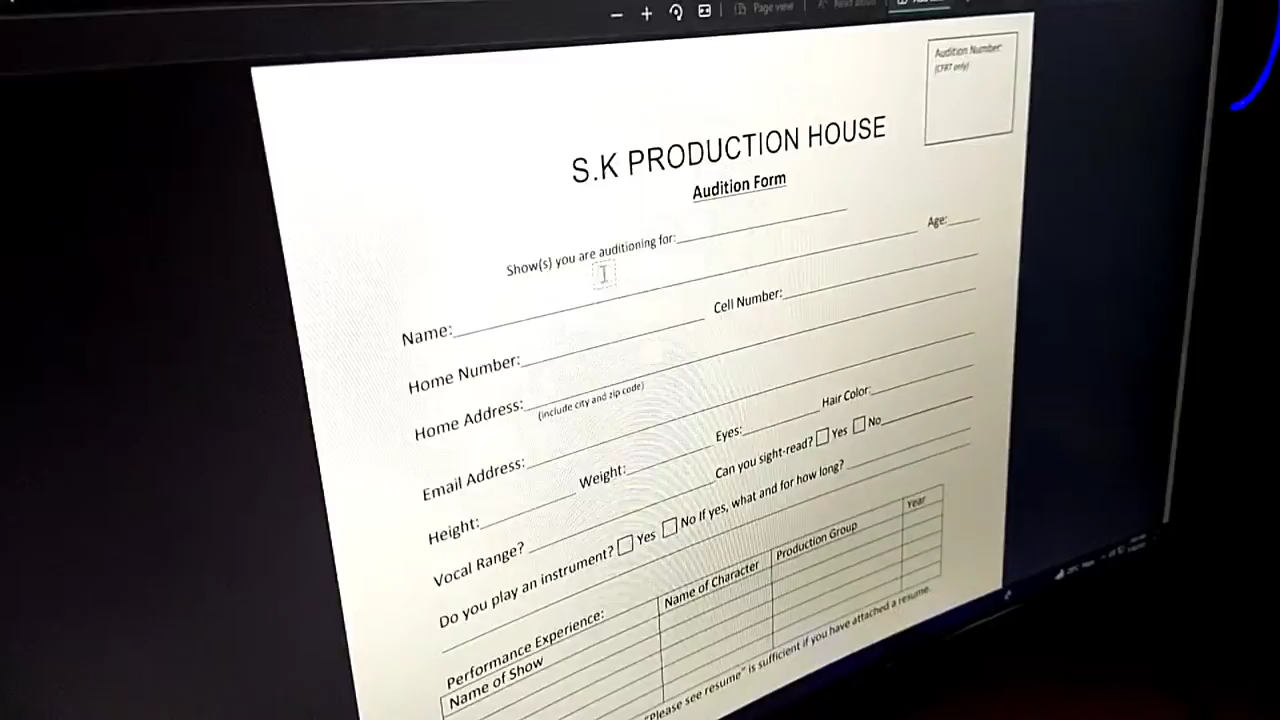 Page view
Audition Number:
(CFRT only)
S.K PRODUCTION HOUSE
Audition Form
Show(s) you are auditioning for:
Name: Age:
Home Number: Cell Number:
Home Address:
(include city and zip code)
Email Address:
Height: Weight: Eyes: Hair Color:
Vocal Range? Can you sight-read? Yes No
Do you play an instrument? Yes No If yes, what and for how long?
Performance Experience:
Name of Show Name of Character Production Group Year
"Please see resume" is sufficient if you have attached a resume.